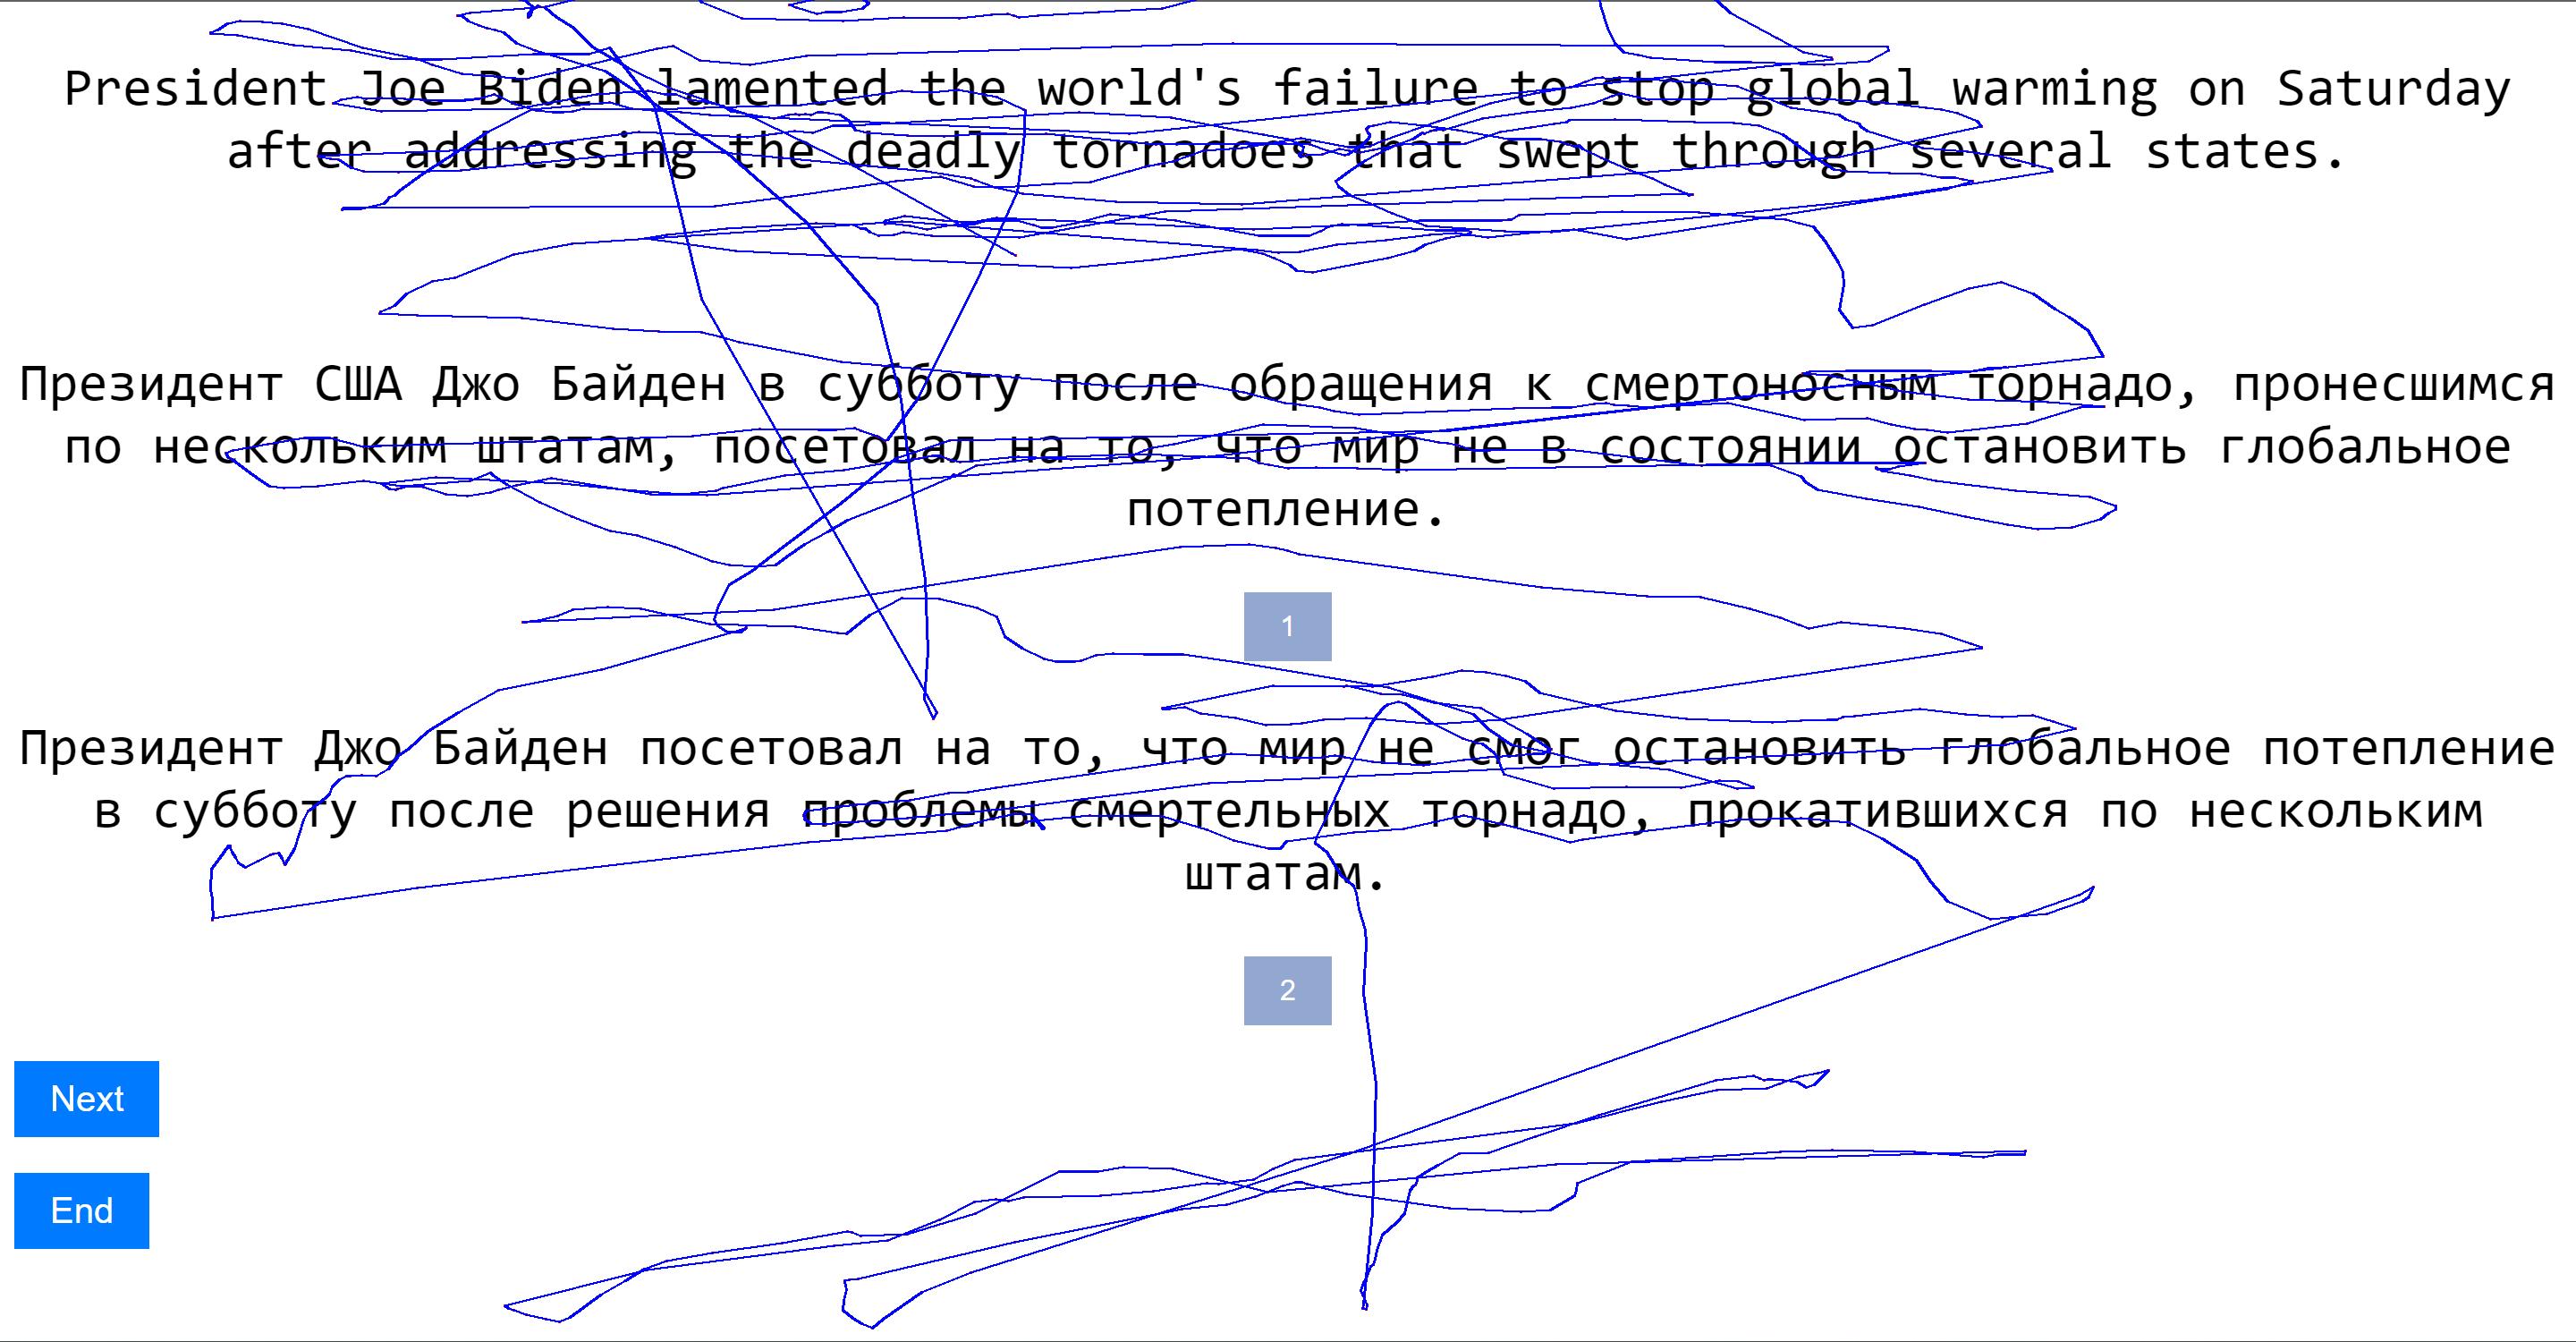 President Joe Biden lamented the world's failure to stop global warming on Saturday
after addressing the deadly tornadoes that swept through several states.
Президент США Джо Байден в субботу после обращения к смертоносным торнадо, пронесшимся
по нескольким штатам, посетовал на то, что мир не в состоянии остановить глобальное
потепление.
1
Президент Джо Байден посетовал на то, что мир не смог остановить глобальное потепление
в субботу после решения проблемы смертельных торнадо, прокатившихся по нескольким
штатам.
2
Next
End